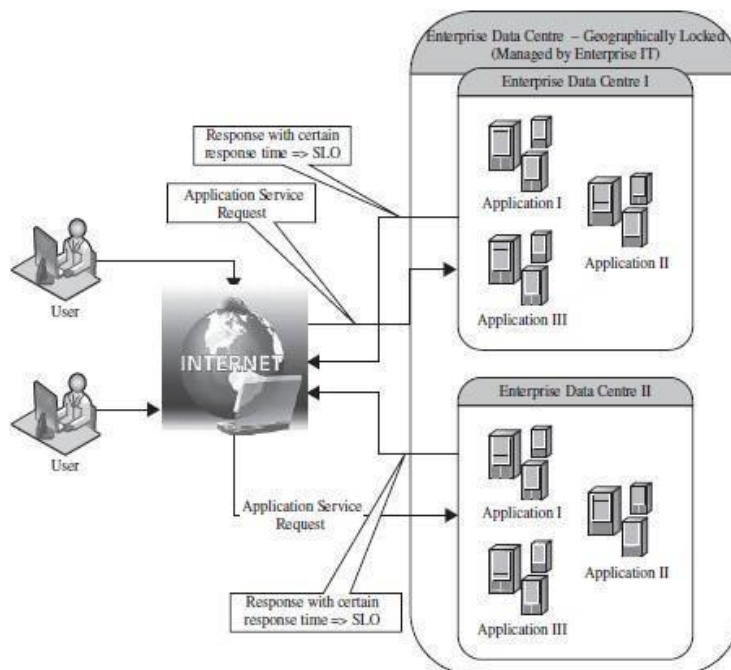 Enterprise Data Centre – Geographically Locked
(Managed by Enterprise IT)
Enterprise Data Centre I
Response with certain
response time => SLO
Application Service
Request
Application I
Application II
Application III
User
INTERNET
User
Enterprise Data Centre II
Application I
Application II
Application III
Application Service
Request
Response with certain
response time => SLO